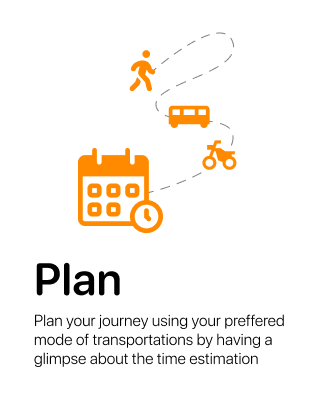 Plan
Plan your journey using your preffered
mode of transportations by having a
glimpse about the time estimation